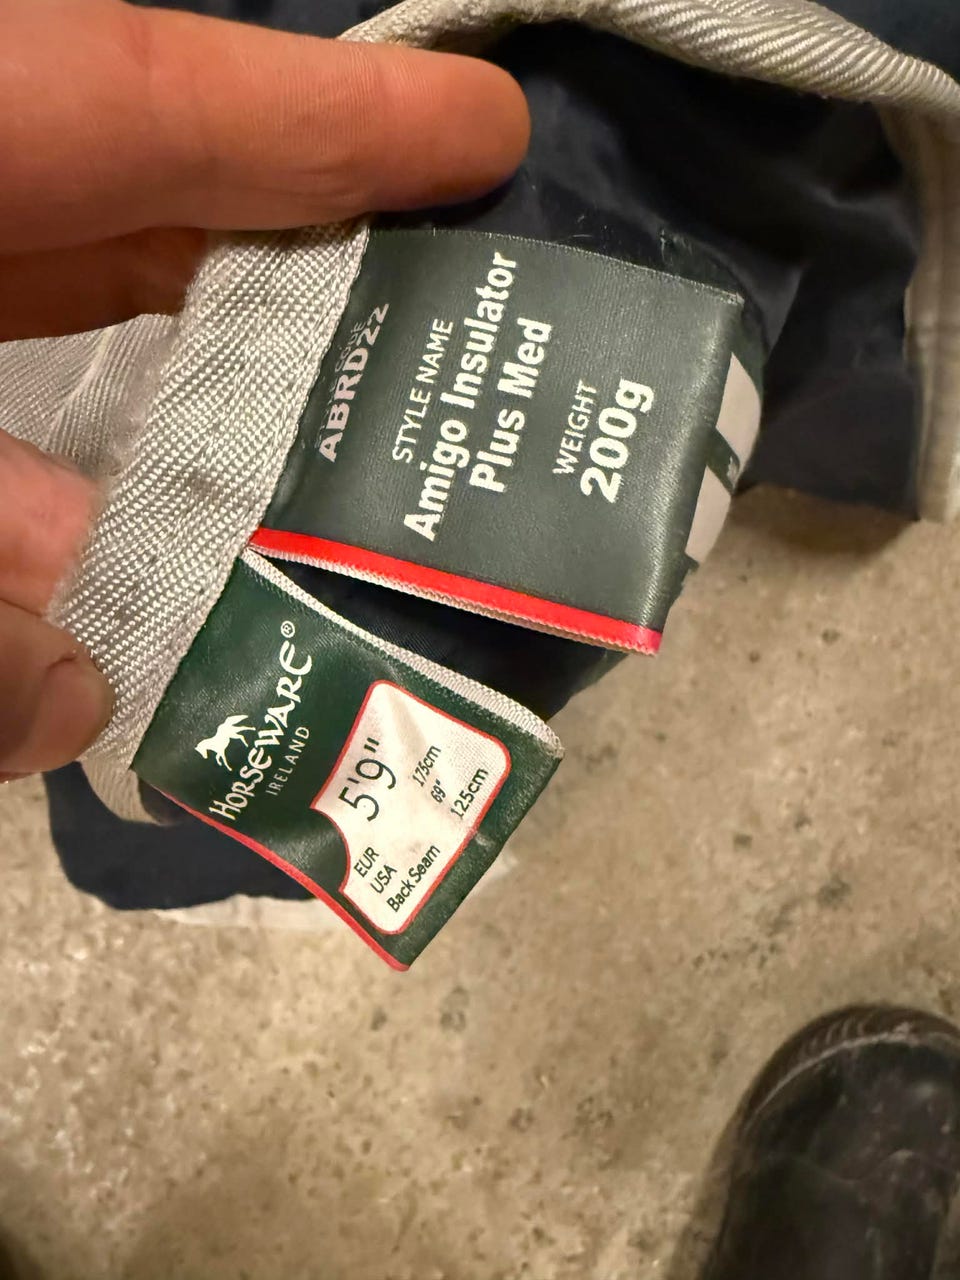 CODE
ABRD22
STYLE NAME
Amigo Insulator
Plus Med
WEIGHT
200g
HORSEWARE®
IRELAND
5'9"
EUR 175cm
USA 69"
Back Seam 125cm